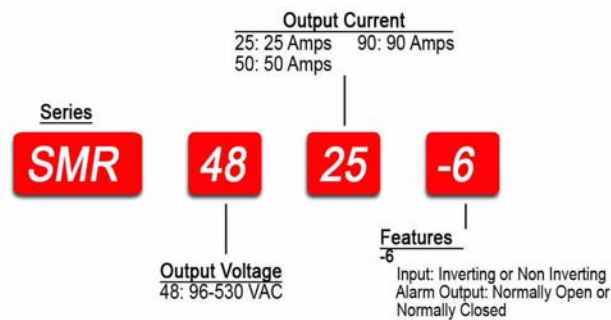 Output Current
25: 25 Amps 90: 90 Amps
50: 50 Amps
Series
SMR 48 25 -6
Output Voltage
48: 96-530 VAC
Features
-6
Input: Inverting or Non Inverting
Alarm Output: Normally Open or
Normally Closed